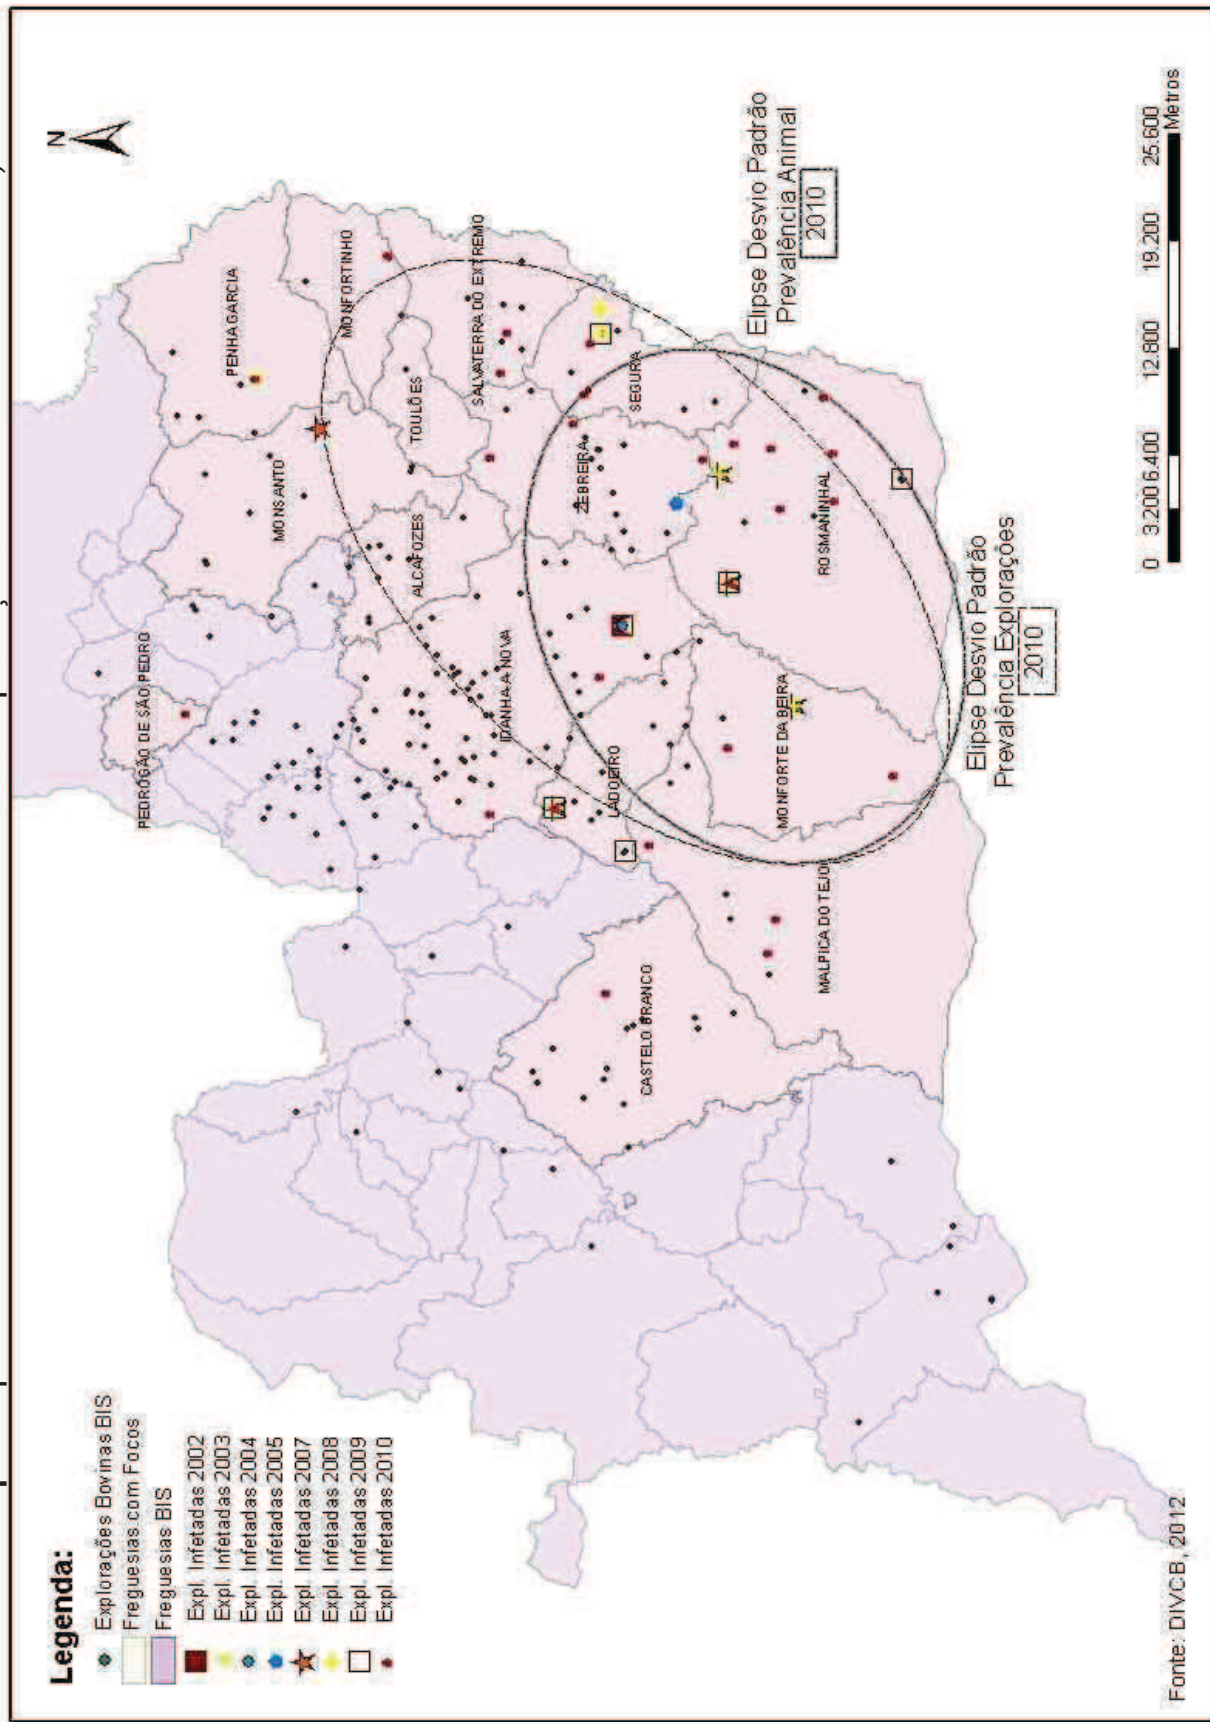 Legenda:
Explorações Bovinas BIS
Freguesias com Focos
Freguesias BIS
Expl. Infetadas 2002
Expl. Infetadas 2003
Expl. Infetadas 2004
Expl. Infetadas 2005
Expl. Infetadas 2007
Expl. Infetadas 2008
Expl. Infetadas 2009
Expl. Infetadas 2010
N
PEDROGÃO DE SÃO PEDRO
PENHA GARCIA
MONSANTO
MONFORTINHO
TOULÕES
ALCAFOZES
SALVATERRA DO EXTREMO
IDANHA-A-NOVA
ZEBREIRA
SEGURA
LADOEIRO
CASTELO BRANCO
MONFORTE DA BEIRA
ROSMANINHAL
MALPICA DO TEJO
Elipse Desvio Padrão
Prevalência Animal
2010
Elipse Desvio Padrão
Prevalência Explorações
2010
0 3.200 6.400 12.800 19.200 25.600
Metros
Fonte: DIVCB, 2012